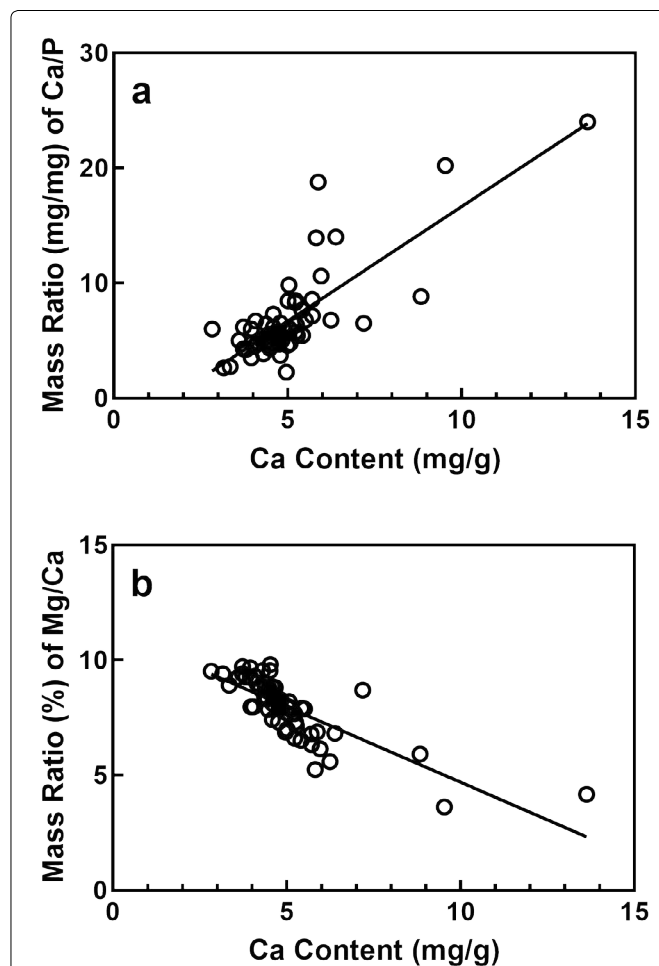 a
Mass Ratio (mg/mg) of Ca/P
30
20
10
0
0 5 10 15
Ca Content (mg/g)
b
Mass Ratio (%) of Mg/Ca
15
10
5
0
0 5 10 15
Ca Content (mg/g)